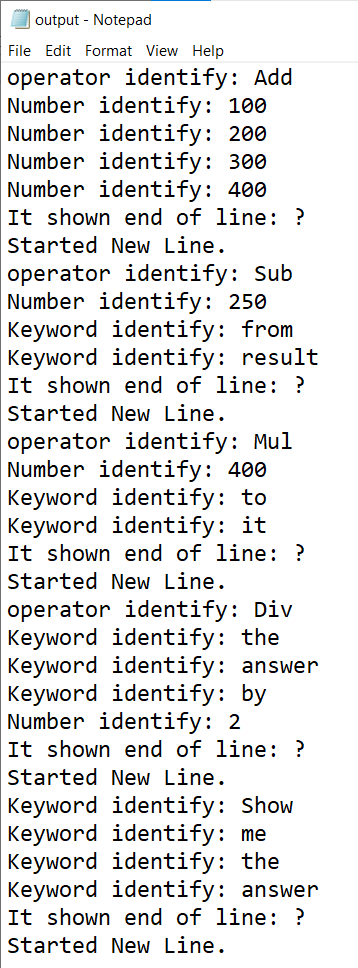 output - Notepad
File Edit Format View Help
operator identify: Add
Number identify: 100
Number identify: 200
Number identify: 300
Number identify: 400
It shown end of line: ?
Started New Line.
operator identify: Sub
Number identify: 250
Keyword identify: from
Keyword identify: result
It shown end of line: ?
Started New Line.
operator identify: Mul
Number identify: 400
Keyword identify: to
Keyword identify: it
It shown end of line: ?
Started New Line.
operator identify: Div
Keyword identify: the
Keyword identify: answer
Keyword identify: by
Number identify: 2
It shown end of line: ?
Started New Line.
Keyword identify: Show
Keyword identify: me
Keyword identify: the
Keyword identify: answer
It shown end of line: ?
Started New Line.